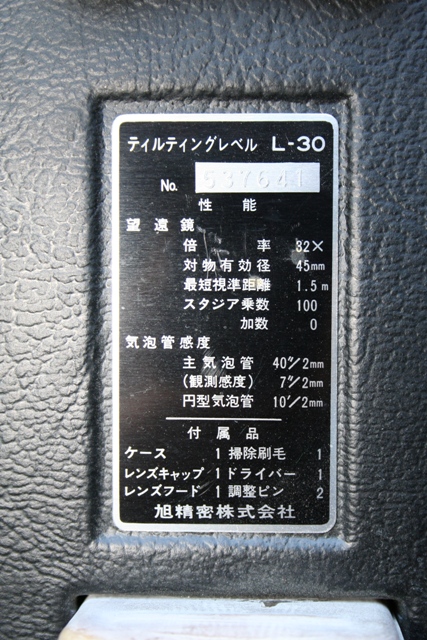 ティルティングレベル L-30
No. 537641
性能
望遠鏡
倍率 32×
対物有効径 45mm
最短視準距離 1.5m
スタジア乗数 100
加数 0
気泡管感度
主気泡管 40″/2mm
(観測感度) 7″/2mm
円型気泡管 10′/2mm
付属品
ケース 1 掃除刷毛 1
レンズキャップ 1 ドライバー 1
レンズフード 1 調整ピン 2
旭精密株式会社